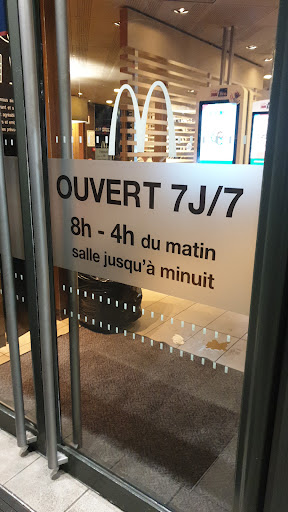 OUVERT 7J/7
8h - 4h du matin
salle jusqu'à minuit